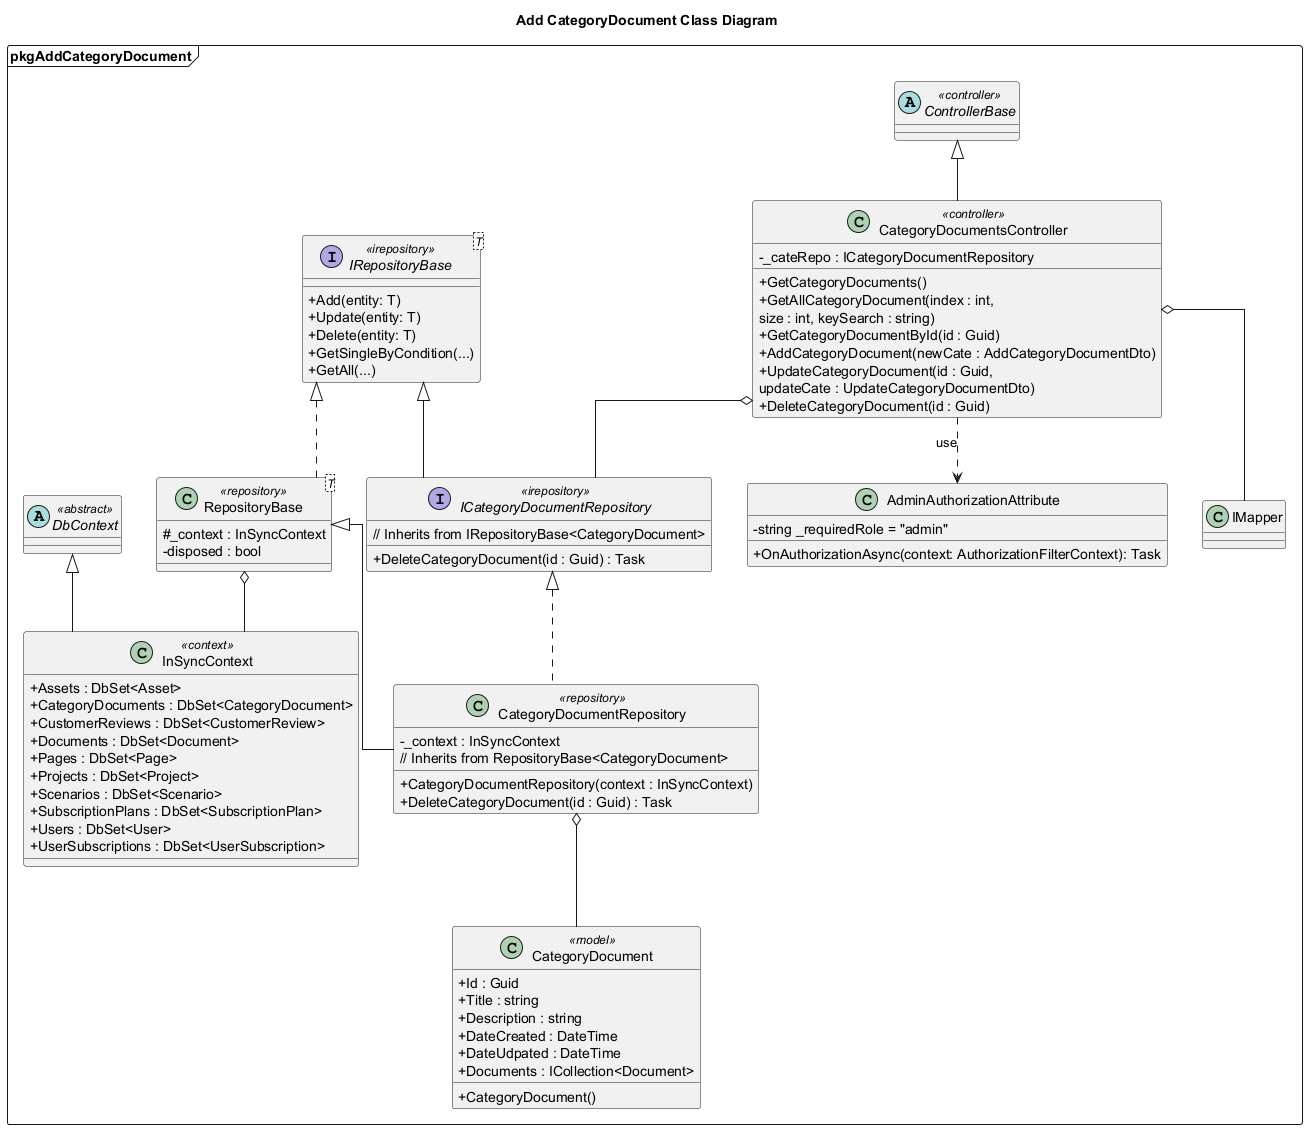 Add CategoryDocument Class Diagram
pkgAddCategoryDocument
A
«controller»
ControllerBase
C
«controller»
CategoryDocumentsController
-_cateRepo : ICategoryDocumentRepository
+GetCategoryDocuments()
+GetAllCategoryDocument(index : int,
size : int, keySearch : string)
+GetCategoryDocumentById(id : Guid)
+AddCategoryDocument(newCate : AddCategoryDocumentDto)
+UpdateCategoryDocument(id : Guid,
updateCate : UpdateCategoryDocumentDto)
+DeleteCategoryDocument(id : Guid)
T
I
«irepository»
IRepositoryBase
+Add(entity: T)
+Update(entity: T)
+Delete(entity: T)
+GetSingleByCondition(...)
+GetAll(...)
use
A
«abstract»
DbContext
T
C
«repository»
RepositoryBase
#_context : InSyncContext
-disposed : bool
I
«irepository»
ICategoryDocumentRepository
// Inherits from IRepositoryBase<CategoryDocument>
+DeleteCategoryDocument(id : Guid) : Task
C
AdminAuthorizationAttribute
-string _requiredRole = "admin"
+OnAuthorizationAsync(context: AuthorizationFilterContext): Task
C
IMapper
C
«context»
InSyncContext
+Assets : DbSet<Asset>
+CategoryDocuments : DbSet<CategoryDocument>
+CustomerReviews : DbSet<CustomerReview>
+Documents : DbSet<Document>
+Pages : DbSet<Page>
+Projects : DbSet<Project>
+Scenarios : DbSet<Scenario>
+SubscriptionPlans : DbSet<SubscriptionPlan>
+Users : DbSet<User>
+UserSubscriptions : DbSet<UserSubscription>
C
«repository»
CategoryDocumentRepository
-_context : InSyncContext
// Inherits from RepositoryBase<CategoryDocument>
+CategoryDocumentRepository(context : InSyncContext)
+DeleteCategoryDocument(id : Guid) : Task
C
«model»
CategoryDocument
+Id : Guid
+Title : string
+Description : string
+DateCreated : DateTime
+DateUdpated : DateTime
+Documents : ICollection<Document>
+CategoryDocument()